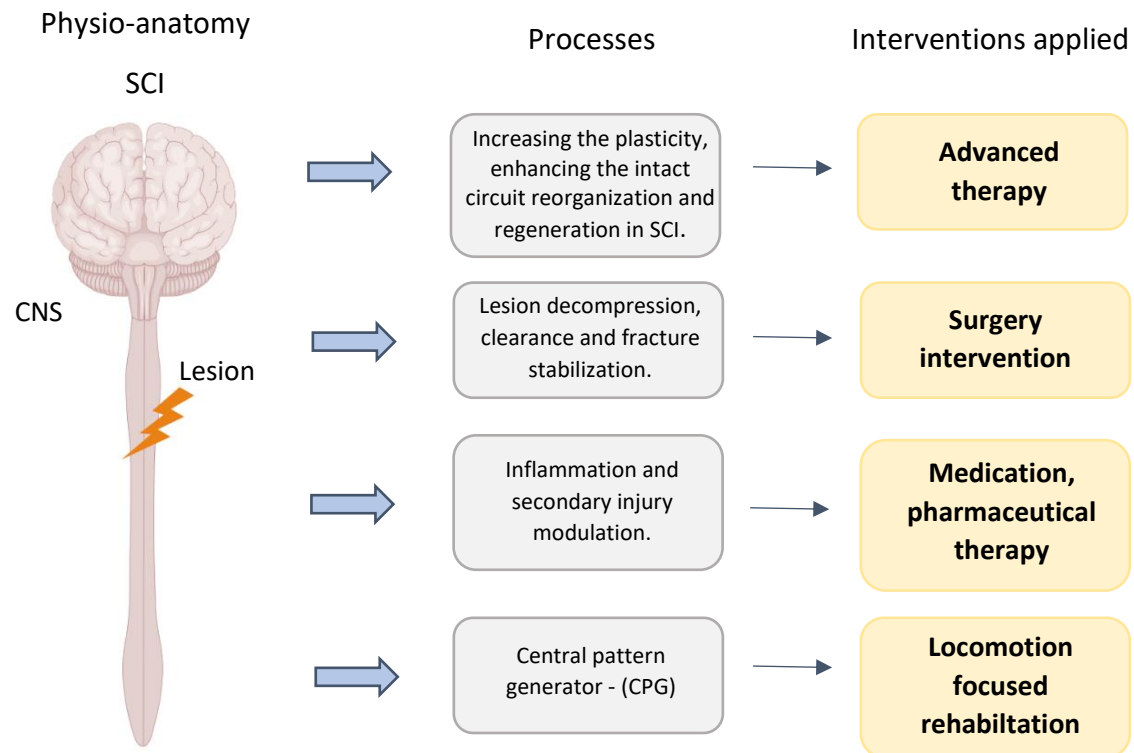 Physio-anatomy
Processes
Interventions applied
SCI
CNS
Lesion
Increasing the plasticity,
enhancing the intact
circuit reorganization and
regeneration in SCI.
Advanced
therapy
Lesion decompression,
clearance and fracture
stabilization.
Surgery
intervention
Inflammation and
secondary injury
modulation.
Medication,
pharmaceutical
therapy
Central pattern
generator - (CPG)
Locomotion
focused
rehabiltation